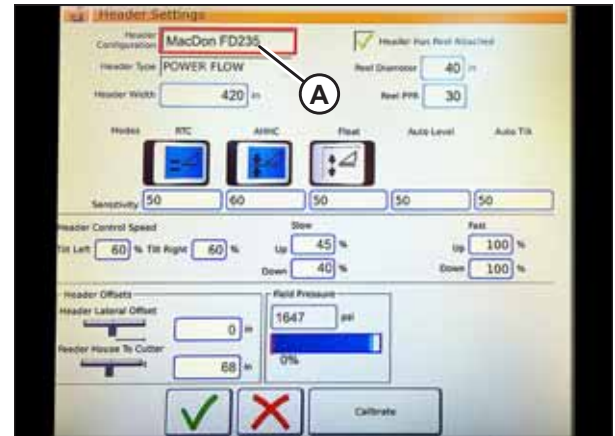 Header Settings
Header Configuration MacDon FD235 Header Has Reel Attached
Header Type POWER FLOW Reel Diameter 40 in
Header Width 420 in Reel PPR 30
A
Modes RTC AHHC Float Auto Level Auto Tilt
Sensitivity 50 60 50 50 50
Header Control Speed Slow Fast
Tilt Left 60 % Tilt Right 60 % Up 45 % Up 100 %
Down 40 % Down 100 %
Header Offsets Field Pressure
Header Lateral Offset 0 in 1647 psi
Feeder House To Cutter 68 in 0%
Calibrate